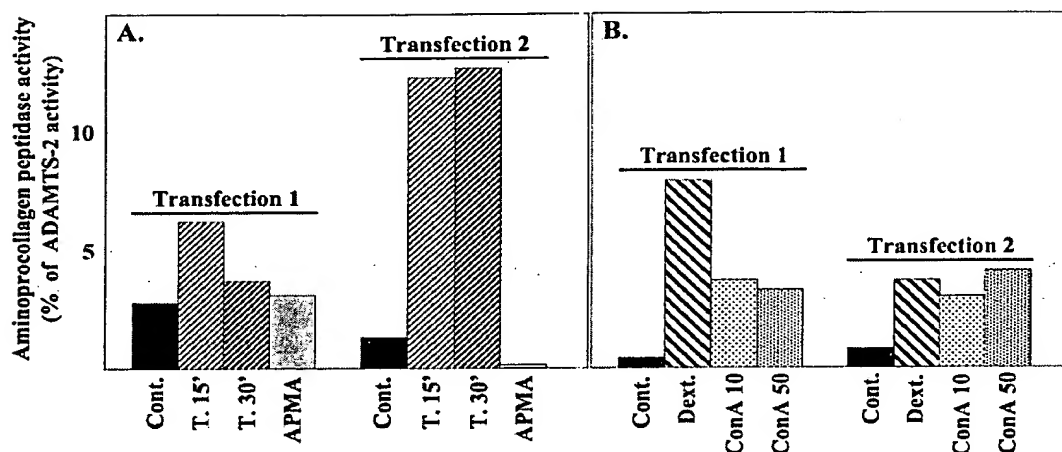 Aminoprocollagen peptidase activity
(% of ADAMTS-2 activity)
10
5
A.
Transfection 1
Transfection 2
Cont.
T. 15’
T. 30’
APMA
Cont.
T. 15’
T. 30’
APMA
B.
Transfection 1
Transfection 2
Cont.
Dext.
ConA 10
ConA 50
Cont.
Dext.
ConA 10
ConA 50